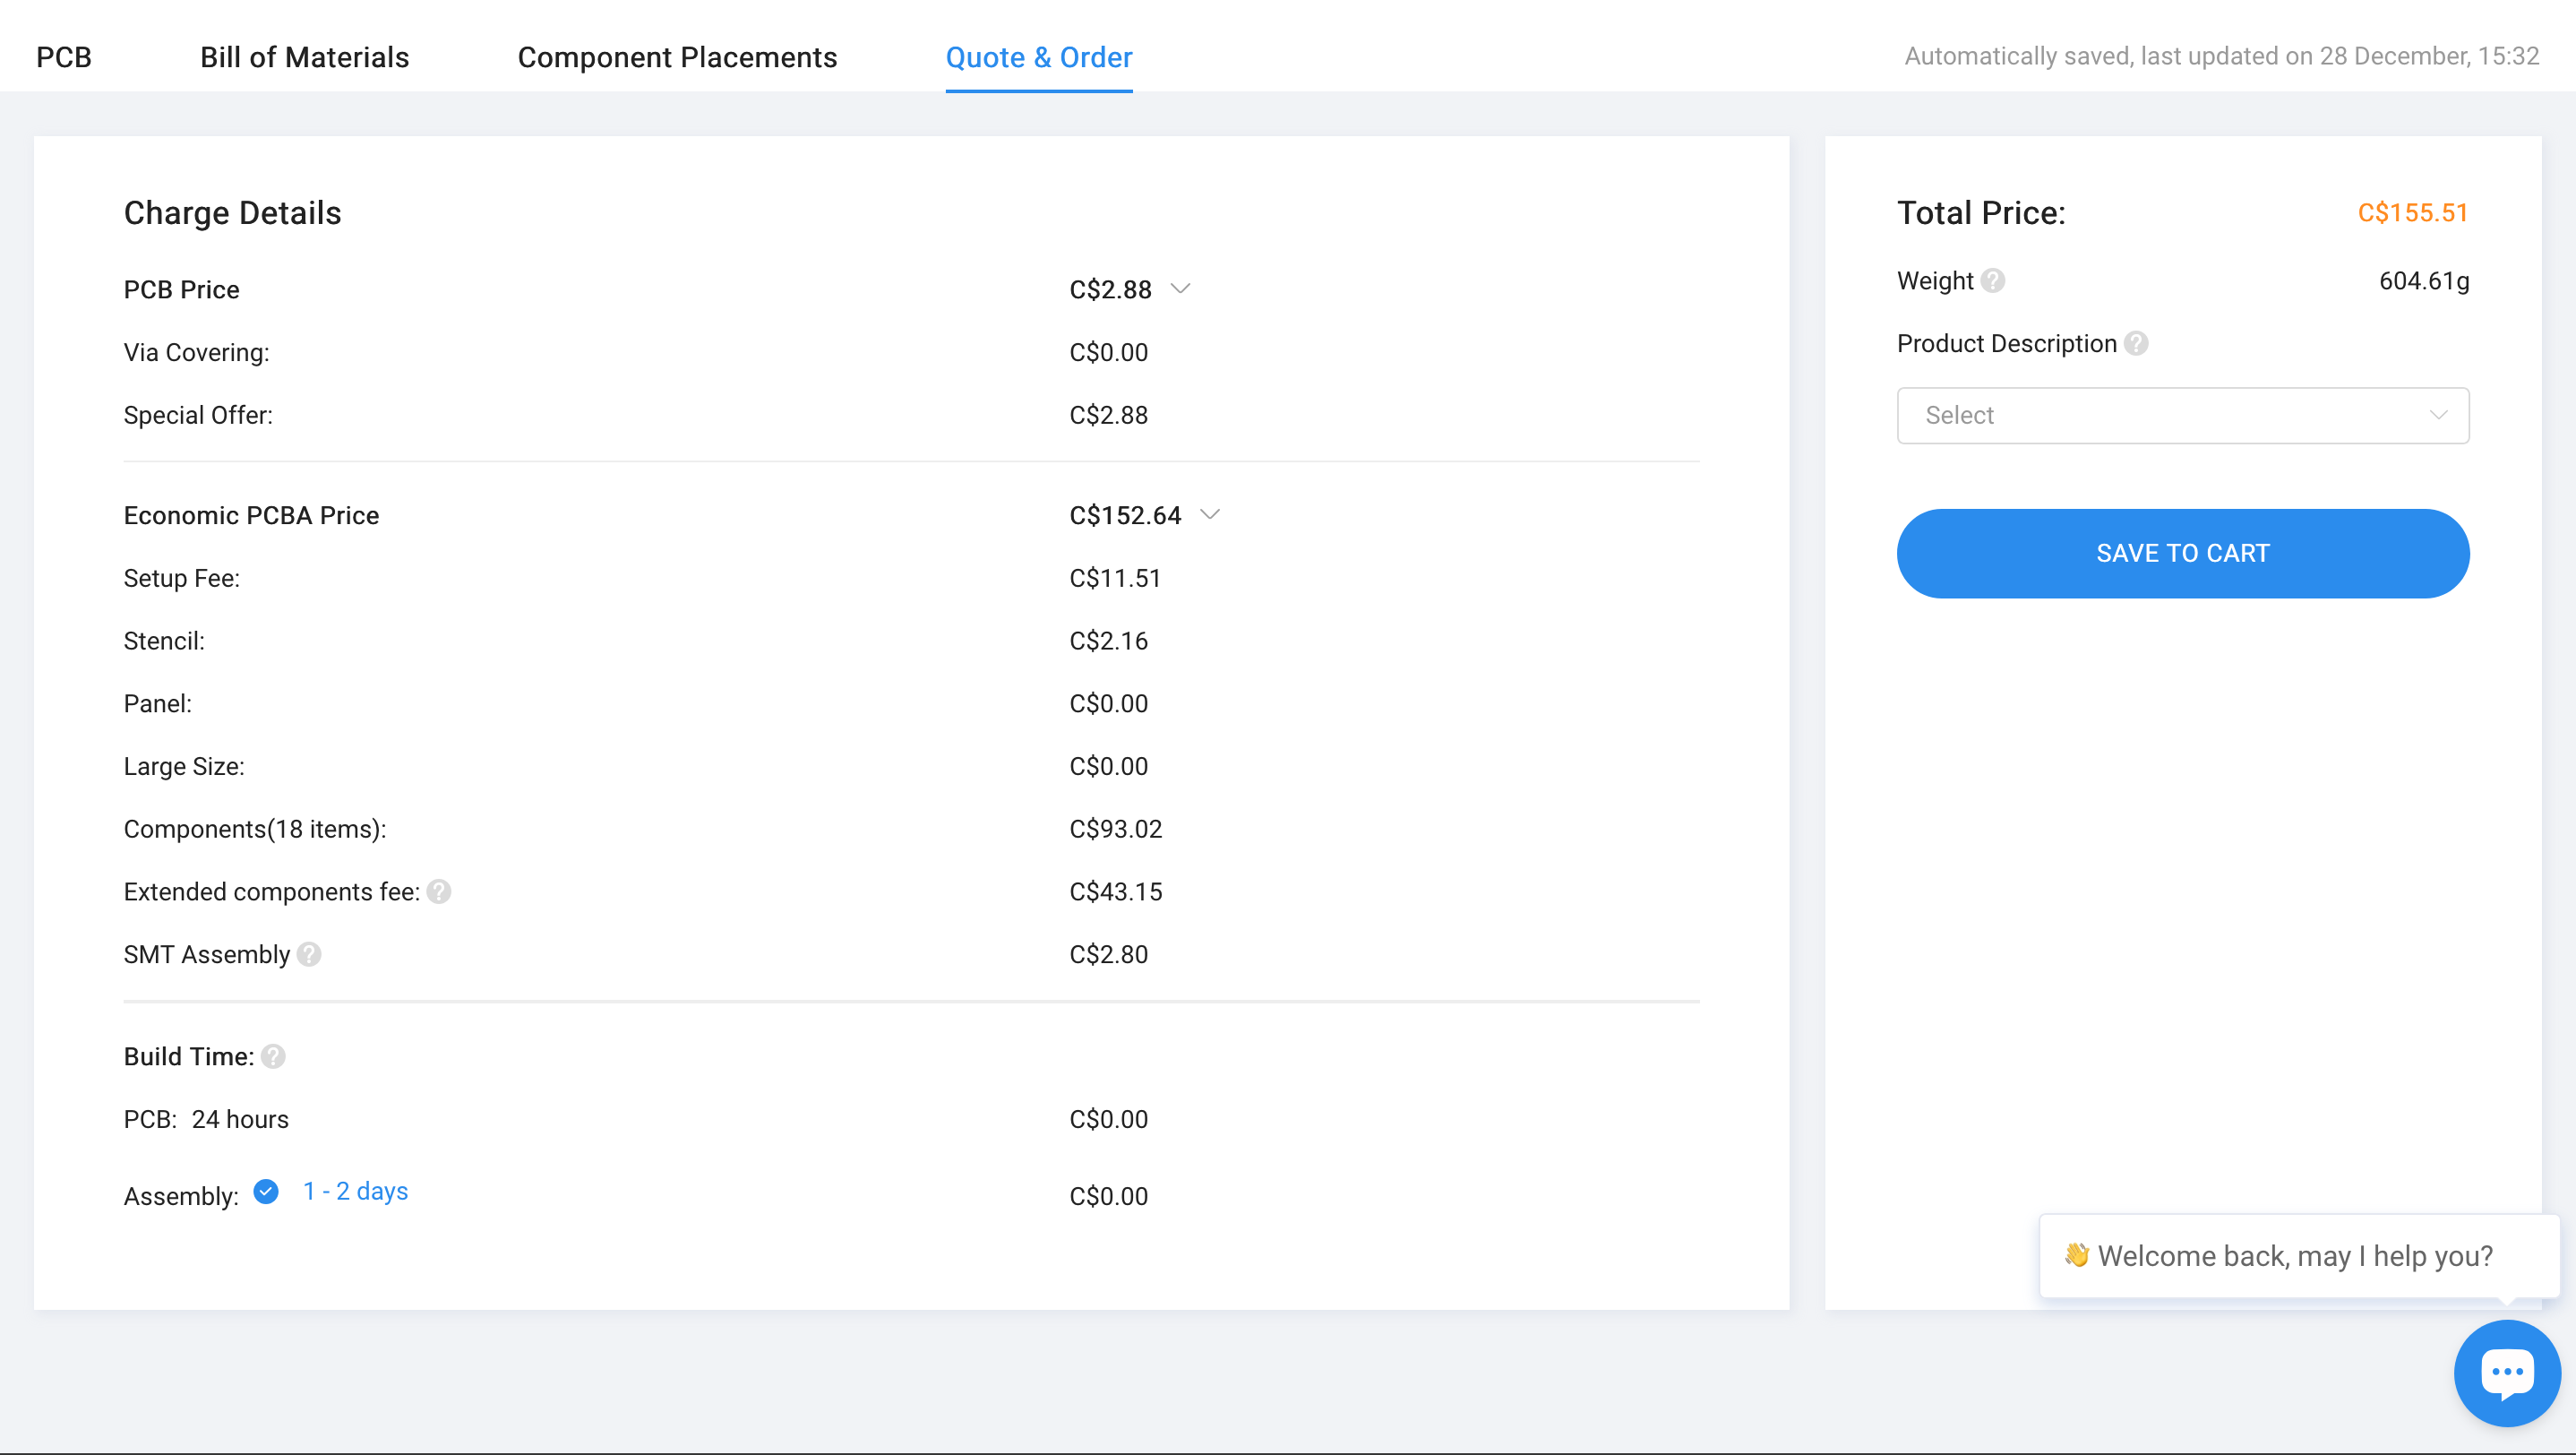 PCB Bill of Materials Component Placements Quote & Order Automatically saved, last updated on 28 December, 15:32
Charge Details
PCB Price C$2.88
Via Covering: C$0.00
Special Offer: C$2.88
Economic PCBA Price C$152.64
Setup Fee: C$11.51
Stencil: C$2.16
Panel: C$0.00
Large Size: C$0.00
Components(18 items): C$93.02
Extended components fee: ? C$43.15
SMT Assembly ? C$2.80
Build Time: ?
PCB: 24 hours C$0.00
Assembly: 1 - 2 days C$0.00
Total Price: C$155.51
Weight ? 604.61g
Product Description ?
Select
SAVE TO CART
👋 Welcome back, may I help you?